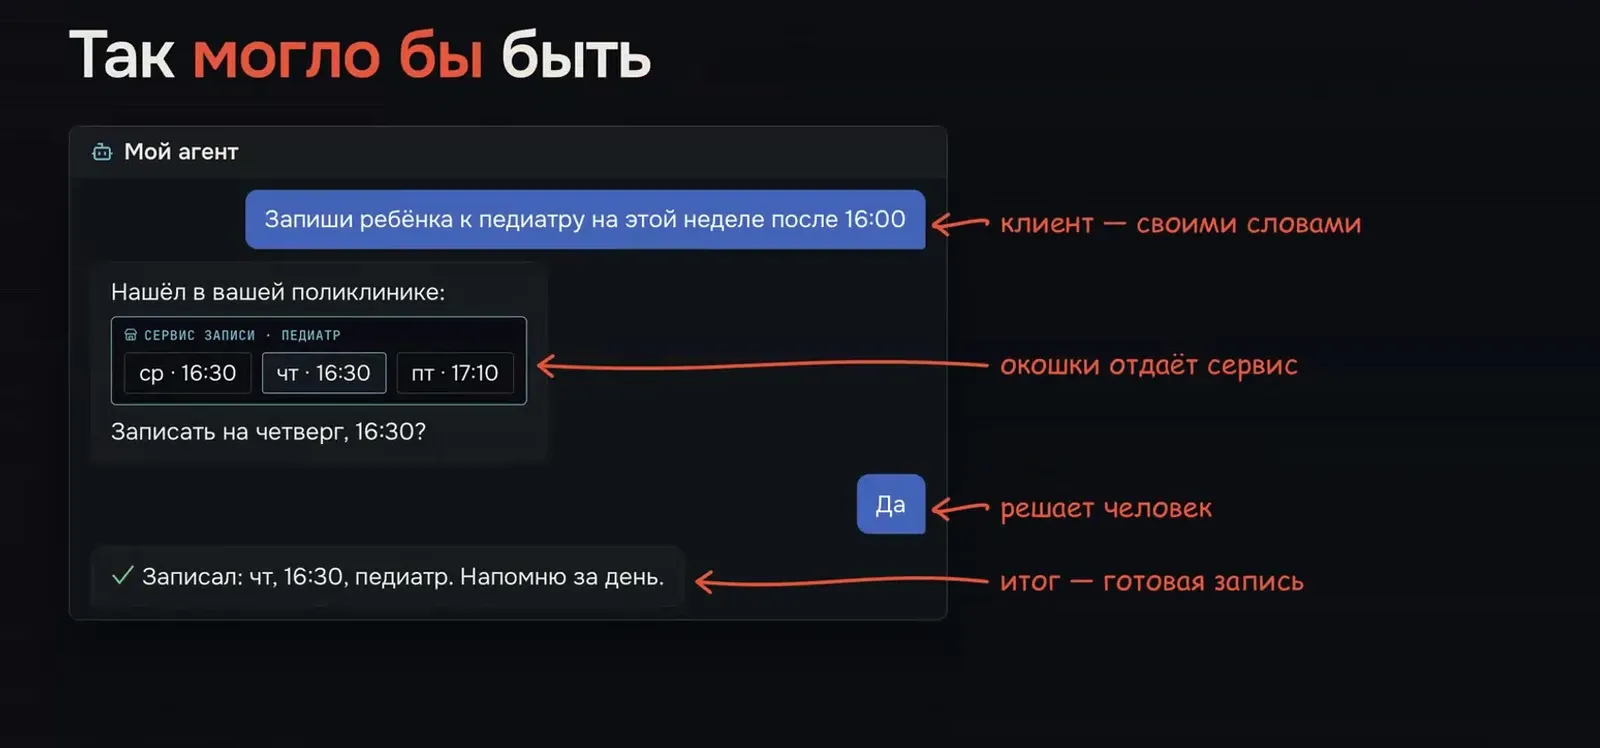 Так могло бы быть
Мой агент
Запиши ребёнка к педиатру на этой неделе после 16:00
клиент — своими словами
Нашёл в вашей поликлинике:
СЕРВИС ЗАПИСИ · ПЕДИАТР
ср · 16:30
чт · 16:30
пт · 17:10
окошки отдаёт сервис
Записать на четверг, 16:30?
Да
решает человек
✓ Записал: чт, 16:30, педиатр. Напомню за день.
итог — готовая запись